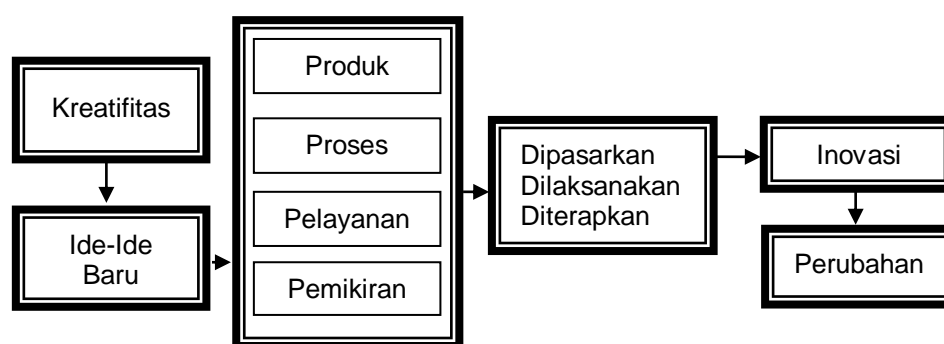 Kreatifitas
Ide-Ide
Baru
Produk
Proses
Pelayanan
Pemikiran
Dipasarkan
Dilaksanakan
Diterapkan
Inovasi
Perubahan